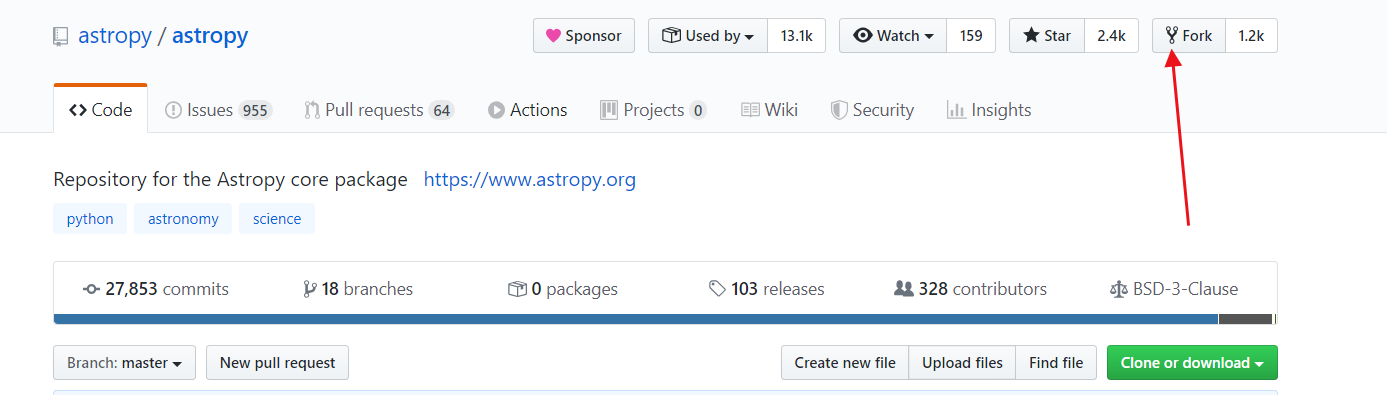 astropy / astropy Sponsor Used by 13.1k Watch 159 Star 2.4k Fork 1.2k
Code Issues 955 Pull requests 64 Actions Projects 0 Wiki Security Insights
Repository for the Astropy core package https://www.astropy.org
python astronomy science
27,853 commits 18 branches 0 packages 103 releases 328 contributors BSD-3-Clause
Branch: master New pull request Create new file Upload files Find file Clone or download